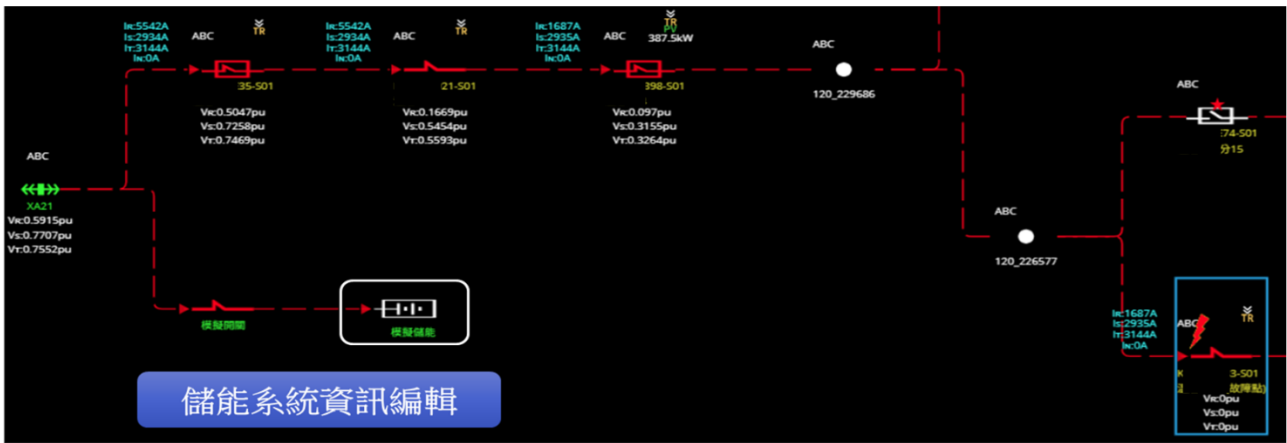 IR:5542A
IS:2934A
IT:3144A
IN:0A
ABC
TR
35-S01
VR:0.5047pu
VS:0.7258pu
VT:0.7469pu
IR:5542A
IS:2934A
IT:3144A
IN:0A
ABC
TR
21-S01
VR:0.1669pu
VS:0.5454pu
VT:0.5593pu
IR:1687A
IS:2935A
IT:3144A
IN:0A
ABC
TR
PV
387.5kW
398-S01
VR:0.097pu
VS:0.3155pu
VT:0.3264pu
ABC
120_229686
ABC
E74-S01
分15
ABC
XA21
VR:0.5915pu
VS:0.7707pu
VT:0.7552pu
ABC
120_226577
模擬開關
模擬儲能
IR:1687A
IS:2935A
IT:3144A
IN:0A
ABC
TR
3-S01
故障點)
VR:0pu
VS:0pu
VT:0pu
儲能系統資訊編輯